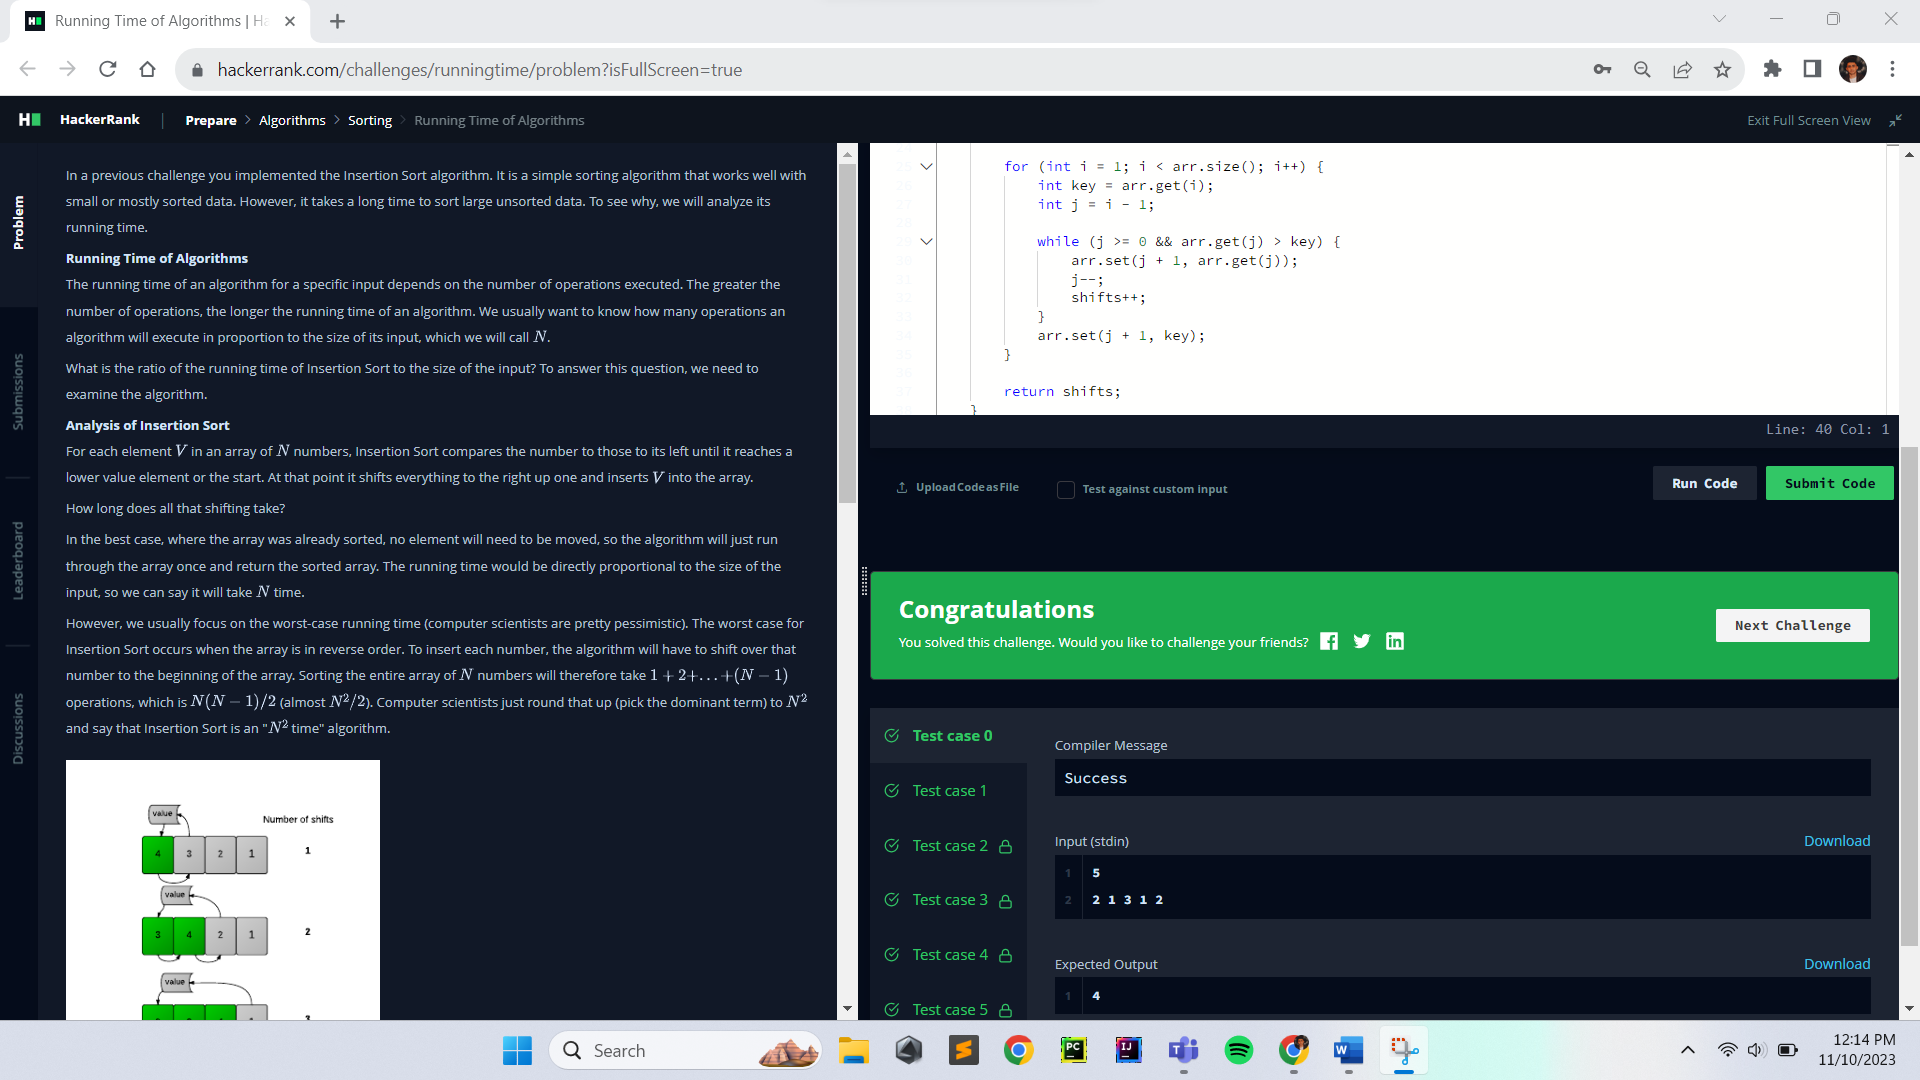 Running Time of Algorithms | Ha
hackerrank.com/challenges/runningtime/problem?isFullScreen=true
HackerRank | Prepare > Algorithms > Sorting > Running Time of Algorithms
Exit Full Screen View
Problem
Submissions
Leaderboard
Discussions
In a previous challenge you implemented the Insertion Sort algorithm. It is a simple sorting algorithm that works well with
small or mostly sorted data. However, it takes a long time to sort large unsorted data. To see why, we will analyze its
running time.
Running Time of Algorithms
The running time of an algorithm for a specific input depends on the number of operations executed. The greater the
number of operations, the longer the running time of an algorithm. We usually want to know how many operations an
algorithm will execute in proportion to the size of its input, which we will call N.
What is the ratio of the running time of Insertion Sort to the size of the input? To answer this question, we need to
examine the algorithm.
Analysis of Insertion Sort
For each element V in an array of N numbers, Insertion Sort compares the number to those to its left until it reaches a
lower value element or the start. At that point it shifts everything to the right up one and inserts V into the array.
How long does all that shifting take?
In the best case, where the array was already sorted, no element will need to be moved, so the algorithm will just run
through the array once and return the sorted array. The running time would be directly proportional to the size of the
input, so we can say it will take N time.
However, we usually focus on the worst-case running time (computer scientists are pretty pessimistic). The worst case for
Insertion Sort occurs when the array is in reverse order. To insert each number, the algorithm will have to shift over that
number to the beginning of the array. Sorting the entire array of N numbers will therefore take 1 + 2+...+(N − 1)
operations, which is N(N − 1)/2 (almost N²/2). Computer scientists just round that up (pick the dominant term) to N²
and say that Insertion Sort is an "N² time" algorithm.
value
Number of shifts
4 3 2 1
1
value
3 4 2 1
2
value
3
for (int i = 1; i < arr.size(); i++) {
int key = arr.get(i);
int j = i - 1;
while (j >= 0 && arr.get(j) > key) {
arr.set(j + 1, arr.get(j));
j--;
shifts++;
}
arr.set(j + 1, key);
}
return shifts;
}
Line: 40 Col: 1
Upload Code as File
Test against custom input
Run Code
Submit Code
Congratulations
You solved this challenge. Would you like to challenge your friends?
Next Challenge
Test case 0
Test case 1
Test case 2
Test case 3
Test case 4
Test case 5
Compiler Message
Success
Input (stdin)
Download
1 5
2 2 1 3 1 2
Expected Output
Download
1 4
Search
12:14 PM
11/10/2023